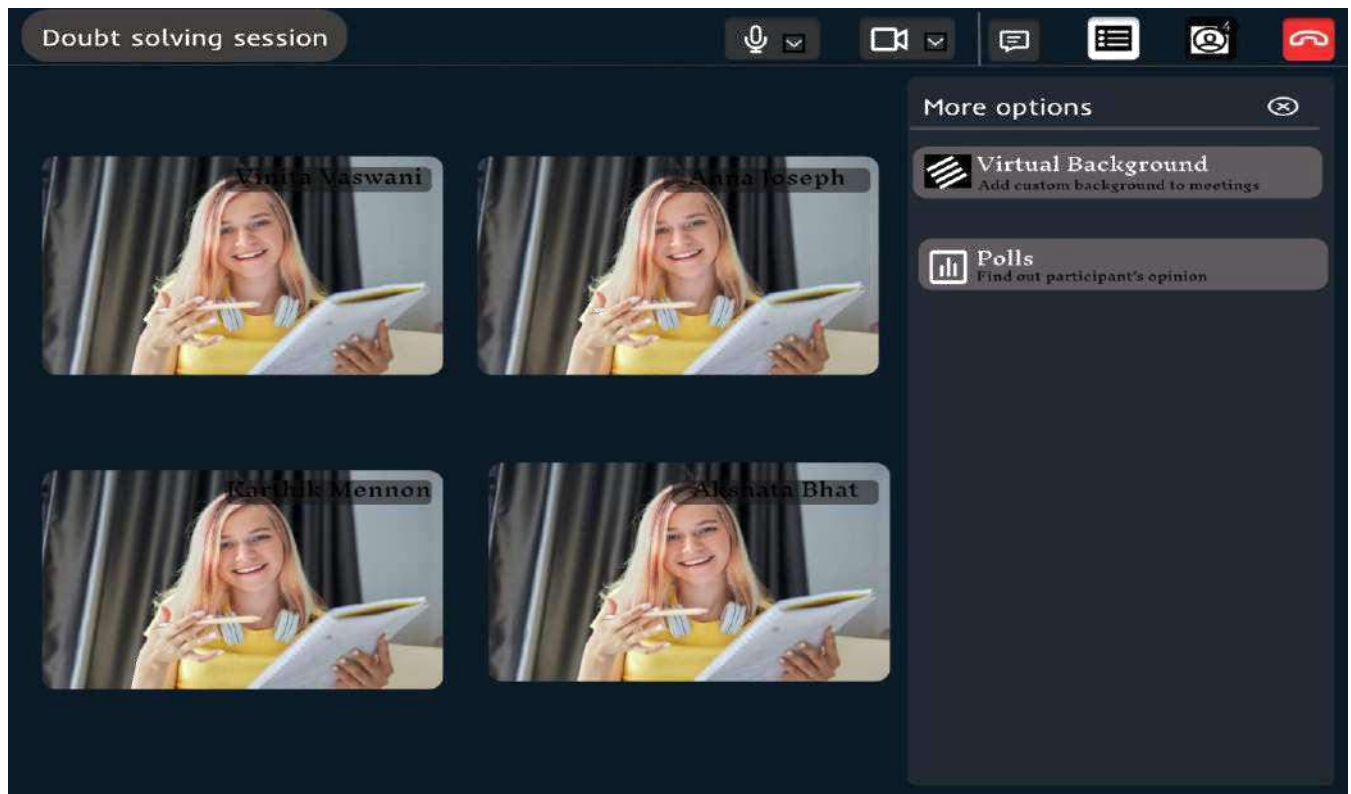 Doubt solving session
4
More options
Vinita Vaswani
Anna Joseph
Virtual Background
Add custom background to meetings
Polls
Find out participant's opinion
Karthik Mennon
Akshata Bhat